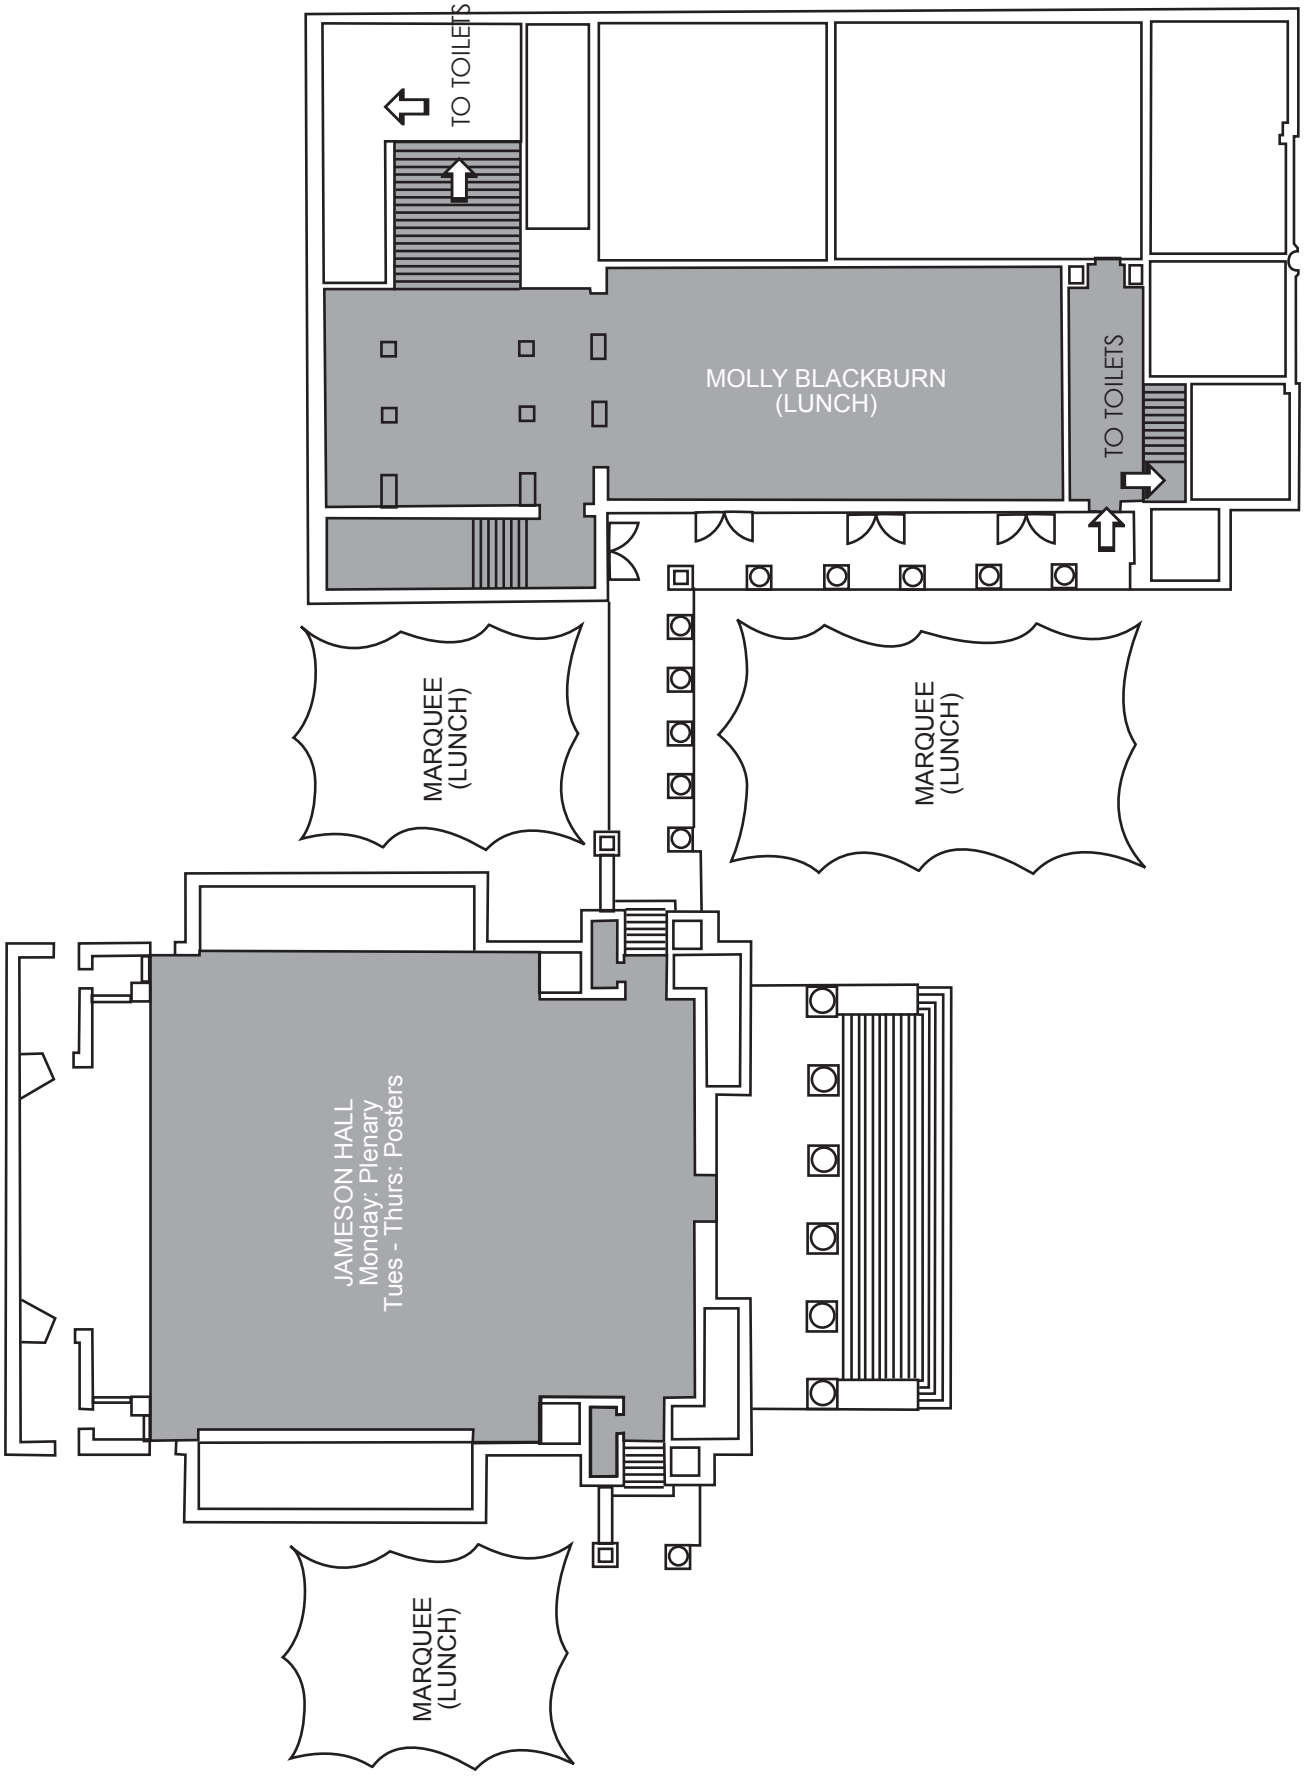 TO TOILETS
MOLLY BLACKBURN
(LUNCH)
TO TOILETS
MARQUEE
(LUNCH)
MARQUEE
(LUNCH)
JAMESON HALL
Monday: Plenary
Tues - Thurs: Posters
MARQUEE
(LUNCH)